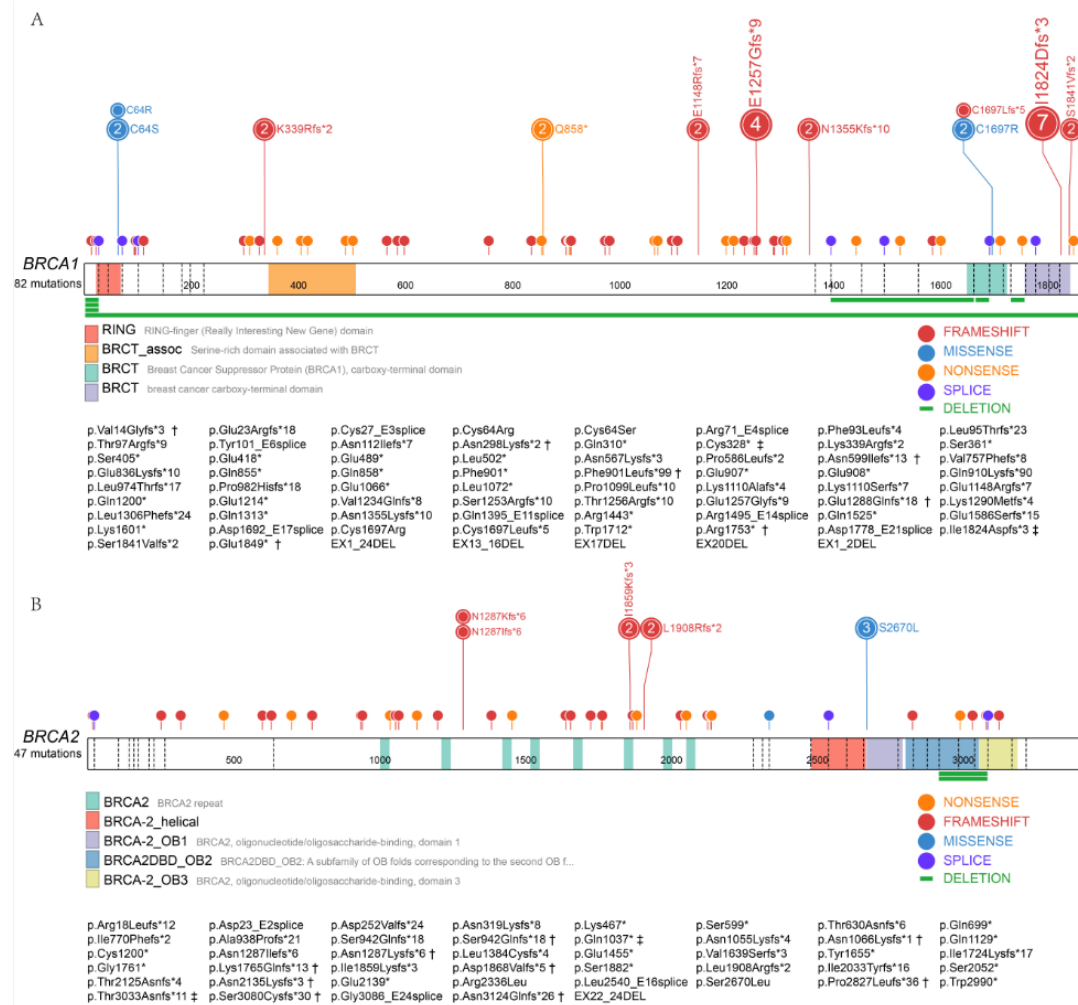 A
E1148Rfs*7
E1257Gfs*9
I1824Dfs*3
S1841Vfs*2
C64R
C1697Lfs*5
2 C64S
2 K339Rfs*2
2 Q858*
2
4
2 N1355Kfs*10
2 C1697R
7
2
BRCA1
82 mutations
200 400 600 800 1000 1200 1400 1600 1800
RING RING-finger (Really Interesting New Gene) domain
BRCT_assoc Serine-rich domain associated with BRCT
BRCT Breast Cancer Suppressor Protein (BRCA1), carboxy-terminal domain
BRCT breast cancer carboxy-terminal domain
FRAMESHIFT
MISSENSE
NONSENSE
SPLICE
DELETION
p.Val14Glyfs*3 † p.Glu23Argfs*18 p.Cys27_E3splice p.Cys64Arg p.Cys64Ser p.Arg71_E4splice p.Phe93Leufs*4 p.Leu95Thrfs*23
p.Thr97Argfs*9 p.Tyr101_E6splice p.Asn112Ilefs*7 p.Asn298Lysfs*2 † p.Gln310* p.Cys328* ‡ p.Lys339Argfs*2 p.Ser361*
p.Ser405* p.Glu418* p.Glu489* p.Leu502* p.Asn567Lysfs*3 p.Pro586Leufs*2 p.Asn599Ilefs*13 † p.Val757Phefs*8
p.Glu836Lysfs*10 p.Gln855* p.Gln858* p.Phe901* p.Phe901Leufs*99 † p.Glu907* p.Glu908* p.Gln910Lysfs*90
p.Leu974Thrfs*17 p.Pro982Hisfs*18 p.Glu1066* p.Leu1072* p.Pro1099Leufs*10 p.Lys1110Alafs*4 p.Lys1110Serfs*7 p.Glu1148Argfs*7
p.Gln1200* p.Glu1214* p.Val1234Glnfs*8 p.Ser1253Argfs*10 p.Thr1256Argfs*10 p.Glu1257Glyfs*9 p.Glu1288Glnfs*18 † p.Lys1290Metfs*4
p.Leu1306Phefs*24 p.Gln1313* p.Asn1355Lysfs*10 p.Gln1395_E11splice p.Arg1443* p.Arg1495_E14splice p.Gln1525* p.Glu1586Serfs*15
p.Lys1601* p.Asp1692_E17splice p.Cys1697Arg p.Cys1697Leufs*5 p.Trp1712* p.Arg1753* † p.Asp1778_E21splice p.Ile1824Aspfs*3 ‡
p.Ser1841Valfs*2 p.Glu1849* † EX1_24DEL EX13_16DEL EX17DEL EX20DEL EX1_2DEL
B
I1859Kfs*3
N1287Kfs*6
N1287Ifs*6
2
2 L1908Rfs*2
3 S2670L
BRCA2
47 mutations
500 1000 1500 2000 2500 3000
BRCA2 BRCA2 repeat
BRCA-2_helical
BRCA-2_OB1 BRCA2, oligonucleotide/oligosaccharide-binding, domain 1
BRCA2DBD_OB2 BRCA2DBD_OB2: A subfamily of OB folds corresponding to the second OB f...
BRCA-2_OB3 BRCA2, oligonucleotide/oligosaccharide-binding, domain 3
NONSENSE
FRAMESHIFT
MISSENSE
SPLICE
DELETION
p.Arg18Leufs*12 p.Asp23_E2splice p.Asp252Valfs*24 p.Asn319Lysfs*8 p.Lys467* p.Ser599* p.Thr630Asnfs*6 p.Gln699*
p.Ile770Phefs*2 p.Ala938Profs*21 p.Ser942Glnfs*18 p.Ser942Glnfs*18 † p.Gln1037* ‡ p.Asn1055Lysfs*4 p.Asn1066Lysfs*1 † p.Gln1129*
p.Cys1200* p.Asn1287Ilefs*6 p.Asn1287Lysfs*6 † p.Leu1384Cysfs*4 p.Glu1455* p.Val1639Serfs*3 p.Tyr1655* p.Ile1724Lysfs*17
p.Gly1761* p.Lys1765Glnfs*13 † p.Ile1859Lysfs*3 p.Asp1868Valfs*5 † p.Ser1882* p.Leu1908Argfs*2 p.Ile2033Tyrfs*16 p.Ser2052*
p.Thr2125Asnfs*4 p.Asn2135Lysfs*3 † p.Glu2139* p.Arg2336Leu p.Leu2540_E16splice p.Ser2670Leu p.Pro2827Leufs*36 † p.Trp2990*
p.Thr3033Asnfs*11 ‡ p.Ser3080Cysfs*30 † p.Gly3086_E24splice p.Asn3124Glnfs*26 † EX22_24DEL